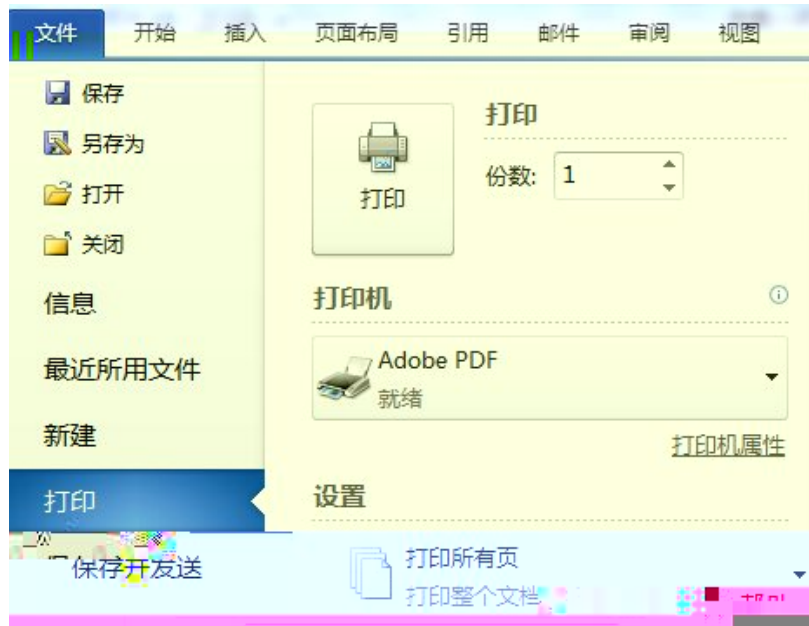 文件 开始 插入 页面布局 引用 邮件 审阅 视图
保存
另存为
打开
关闭
信息
最近所用文件
新建
打印
保存并发送
打印
打印
份数: 1
打印机
Adobe PDF
就绪
打印机属性
设置
打印所有页
打印整个文档